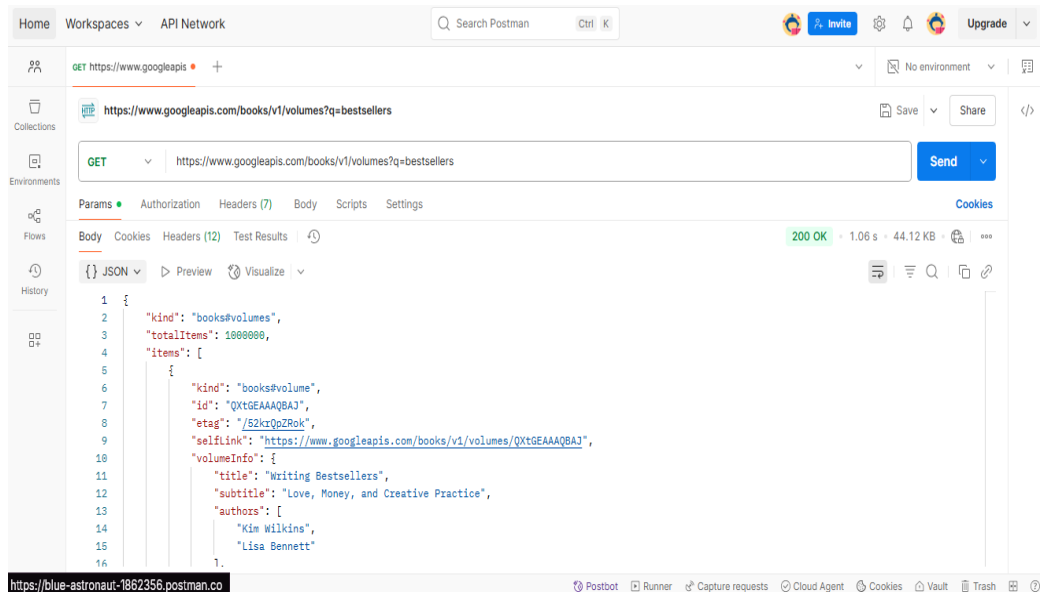 Home Workspaces API Network Search Postman Ctrl K Invite Upgrade
GET https://www.googleapis No environment
Collections
Environments
Flows
History
HTTP https://www.googleapis.com/books/v1/volumes?q=bestsellers Save Share
GET https://www.googleapis.com/books/v1/volumes?q=bestsellers Send
Params Authorization Headers (7) Body Scripts Settings Cookies
Body Cookies Headers (12) Test Results 200 OK 1.06 s 44.12 KB
{} JSON Preview Visualize
1 {
2 "kind": "books#volumes",
3 "totalItems": 1000000,
4 "items": [
5 {
6 "kind": "books#volume",
7 "id": "QXtGEAAAQBAJ",
8 "etag": "/52krQpZRok",
9 "selfLink": "https://www.googleapis.com/books/v1/volumes/QXtGEAAAQBAJ",
10 "volumeInfo": {
11 "title": "Writing Bestsellers",
12 "subtitle": "Love, Money, and Creative Practice",
13 "authors": [
14 "Kim Wilkins",
15 "Lisa Bennett"
16 ],
https://blue-astronaut-1862356.postman.co Postbot Runner Capture requests Cloud Agent Cookies Vault Trash